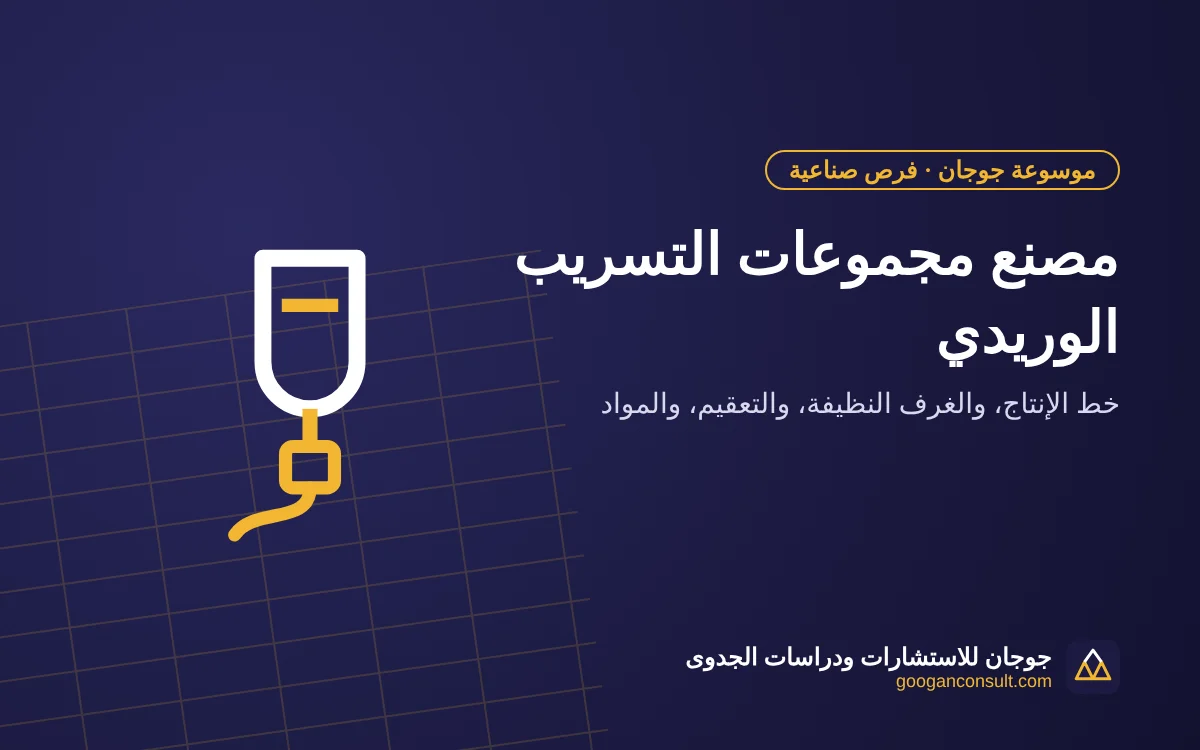 موسوعة جوجان · فرص صناعية
مصنع مجموعات التسريب
الوريدي
خط الإنتاج، والغرف النظيفة، والتعقيم، والمواد
جوجان للاستشارات ودراسات الجدوى
googanconsult.com